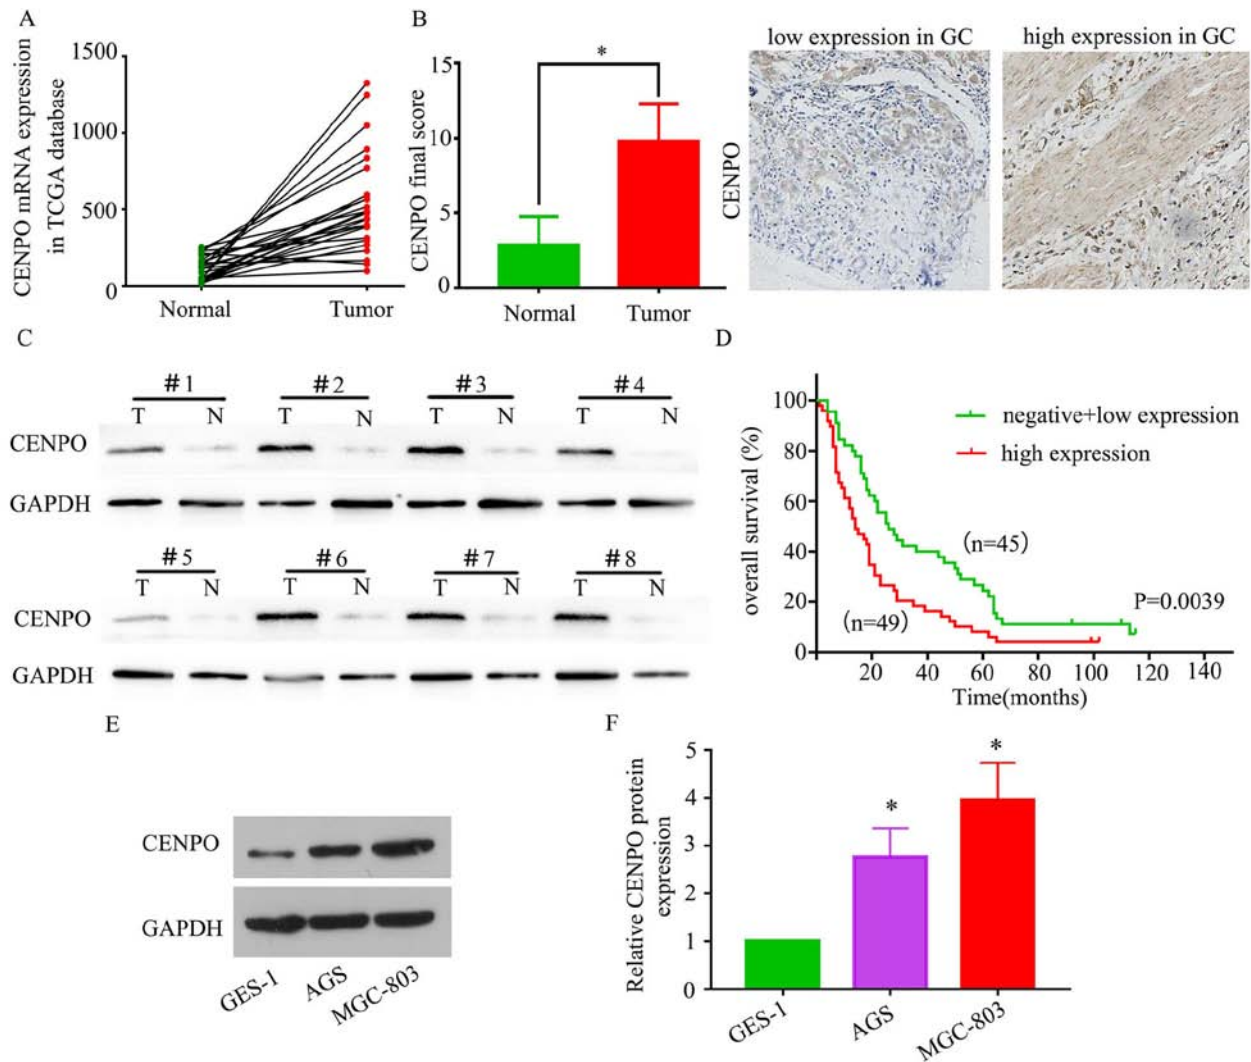 A
CENPO mRNA expression
in TCGA database
1500
1000
500
0
Normal
Tumor
B
CENPO final score
15
10
5
0
*
Normal
Tumor
CENPO
low expression in GC
high expression in GC
C
#1
#2
#3
#4
T
N
T
N
T
N
T
N
CENPO
GAPDH
#5
#6
#7
#8
T
N
T
N
T
N
T
N
CENPO
GAPDH
D
overall survival (%)
100
80
60
40
20
0
negative+low expression
high expression
(n=45)
(n=49)
P=0.0039
20
40
60
80
100
120
140
Time(months)
E
CENPO
GAPDH
GES-1
AGS
MGC-803
F
Relative CENPO protein
expression
5
4
3
2
1
0
*
*
GES-1
AGS
MGC-803